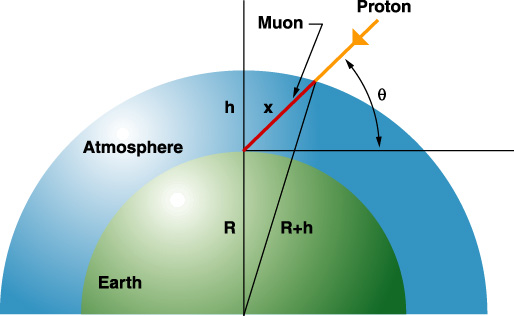 Proton
Muon
θ
h
x
Atmosphere
R
R+h
Earth